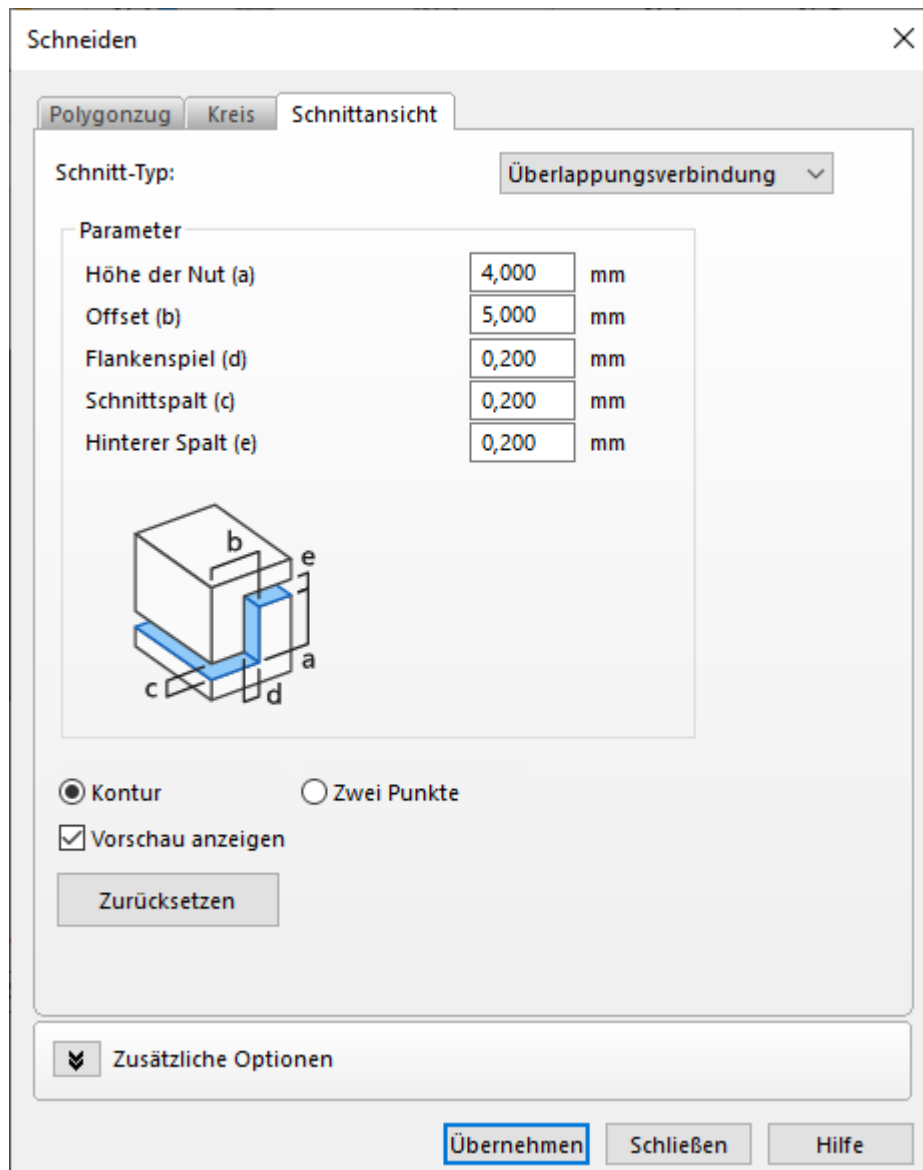 Schneiden
Polygonzug Kreis Schnittansicht
Schnitt-Typ: Überlappungsverbindung
Parameter
Höhe der Nut (a) 4,000 mm
Offset (b) 5,000 mm
Flankenspiel (d) 0,200 mm
Schnittspalt (c) 0,200 mm
Hinterer Spalt (e) 0,200 mm
b
e
a
c
d
Kontur Zwei Punkte
Vorschau anzeigen
Zurücksetzen
Zusätzliche Optionen
Übernehmen Schließen Hilfe